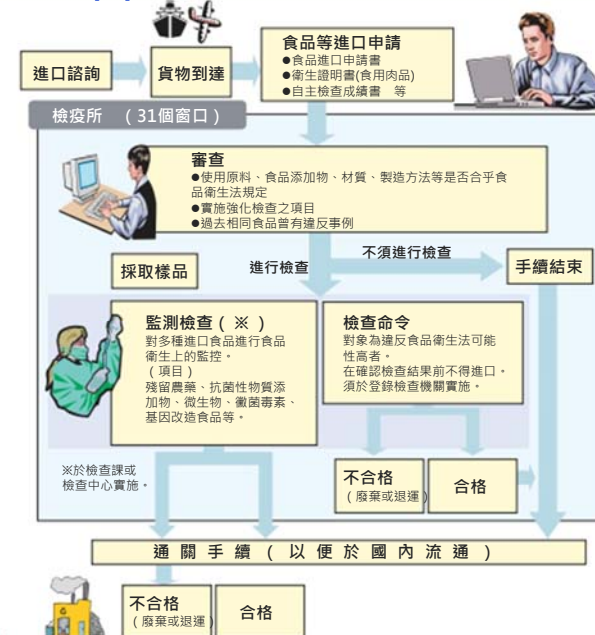 食品等進口申請
●食品進口申請書
●衛生證明書(食用肉品)
●自主檢查成績書　等
進口諮詢
貨物到達
檢疫所　（31個窗口）
審查
●使用原料、食品添加物、材質、製造方法等是否合乎食
品衛生法規定
●實施強化檢查之項目
●過去相同食品曾有違反事例
採取樣品
進行檢查
不須進行檢查
手續結束
監測檢查（※）
對多種進口食品進行食品
衛生上的監控。
（項目）
殘留農藥、抗菌性物質添
加物、微生物、黴菌毒素、
基因改造食品等。
檢查命令
對象為違反食品衛生法可能
性高者。
在確認檢查結果前不得進口。
須於登錄檢查機關實施。
※於檢查課或
檢查中心實施。
不合格
（廢棄或退運）
合格
通關手續（以便於國內流通）
不合格
（廢棄或退運）
合格